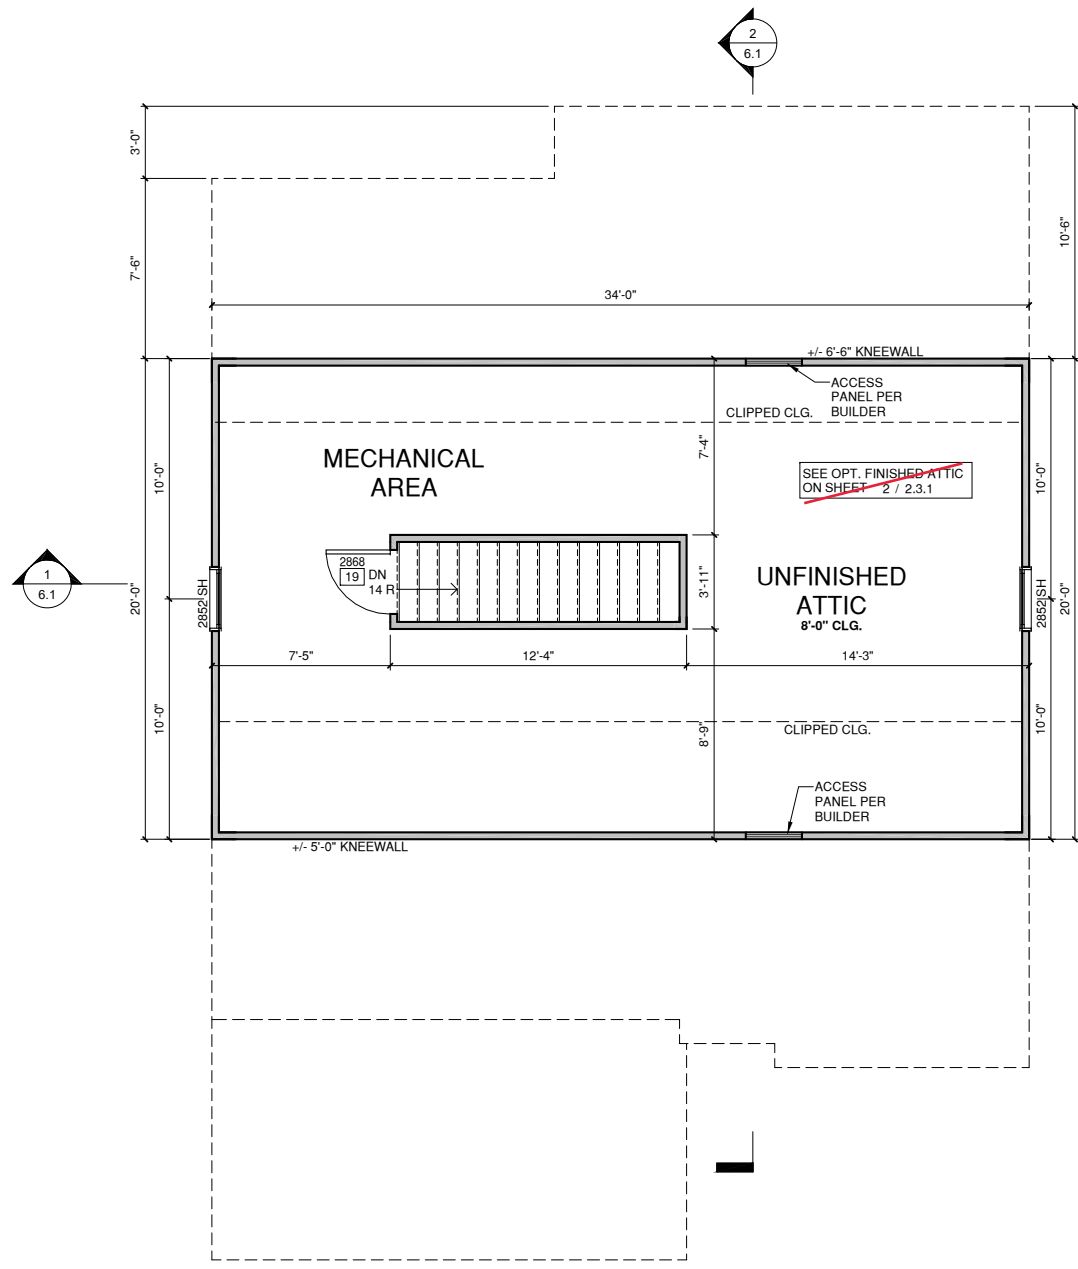 2
6.1
3'-0"
7'-6"
10'-6"
34'-0"
+/- 6'-6" KNEEWALL
ACCESS
PANEL PER
BUILDER
CLIPPED CLG.
7'-4"
MECHANICAL
AREA
10'-0"
10'-0"
SEE OPT. FINISHED ATTIC
ON SHEET 2 / 2.3.1
1
6.1
20'-0"
2852 SH
2868
19
DN
14 R
3'-11"
UNFINISHED
ATTIC
8'-0" CLG.
2852 SH
20'-0"
7'-5"
12'-4"
14'-3"
10'-0"
8'-9"
CLIPPED CLG.
10'-0"
ACCESS
PANEL PER
BUILDER
+/- 5'-0" KNEEWALL